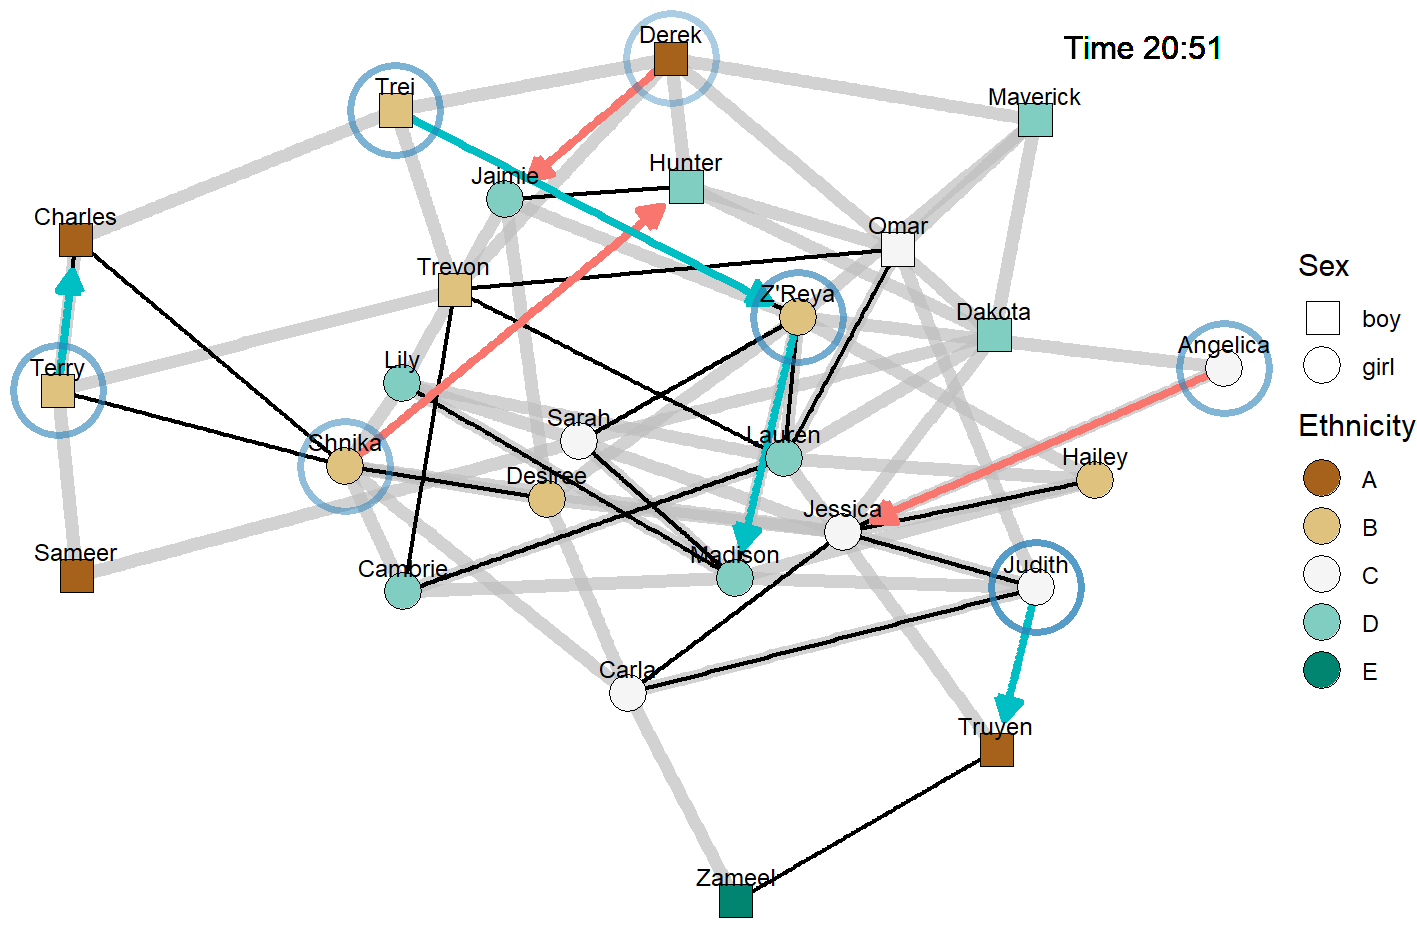 Derek
Time 20:51
Trei
Maverick
Hunter
Jaimie
Charles
Omar
Trevon
Z'Reya
Dakota
Angelica
Terry
Lily
Sarah
Lauren
Shnika
Hailey
Desiree
Jessica
Sameer
Cambrie
Madison
Judith
Carla
Truyen
Zameel
Sex
boy
girl
Ethnicity
A
B
C
D
E